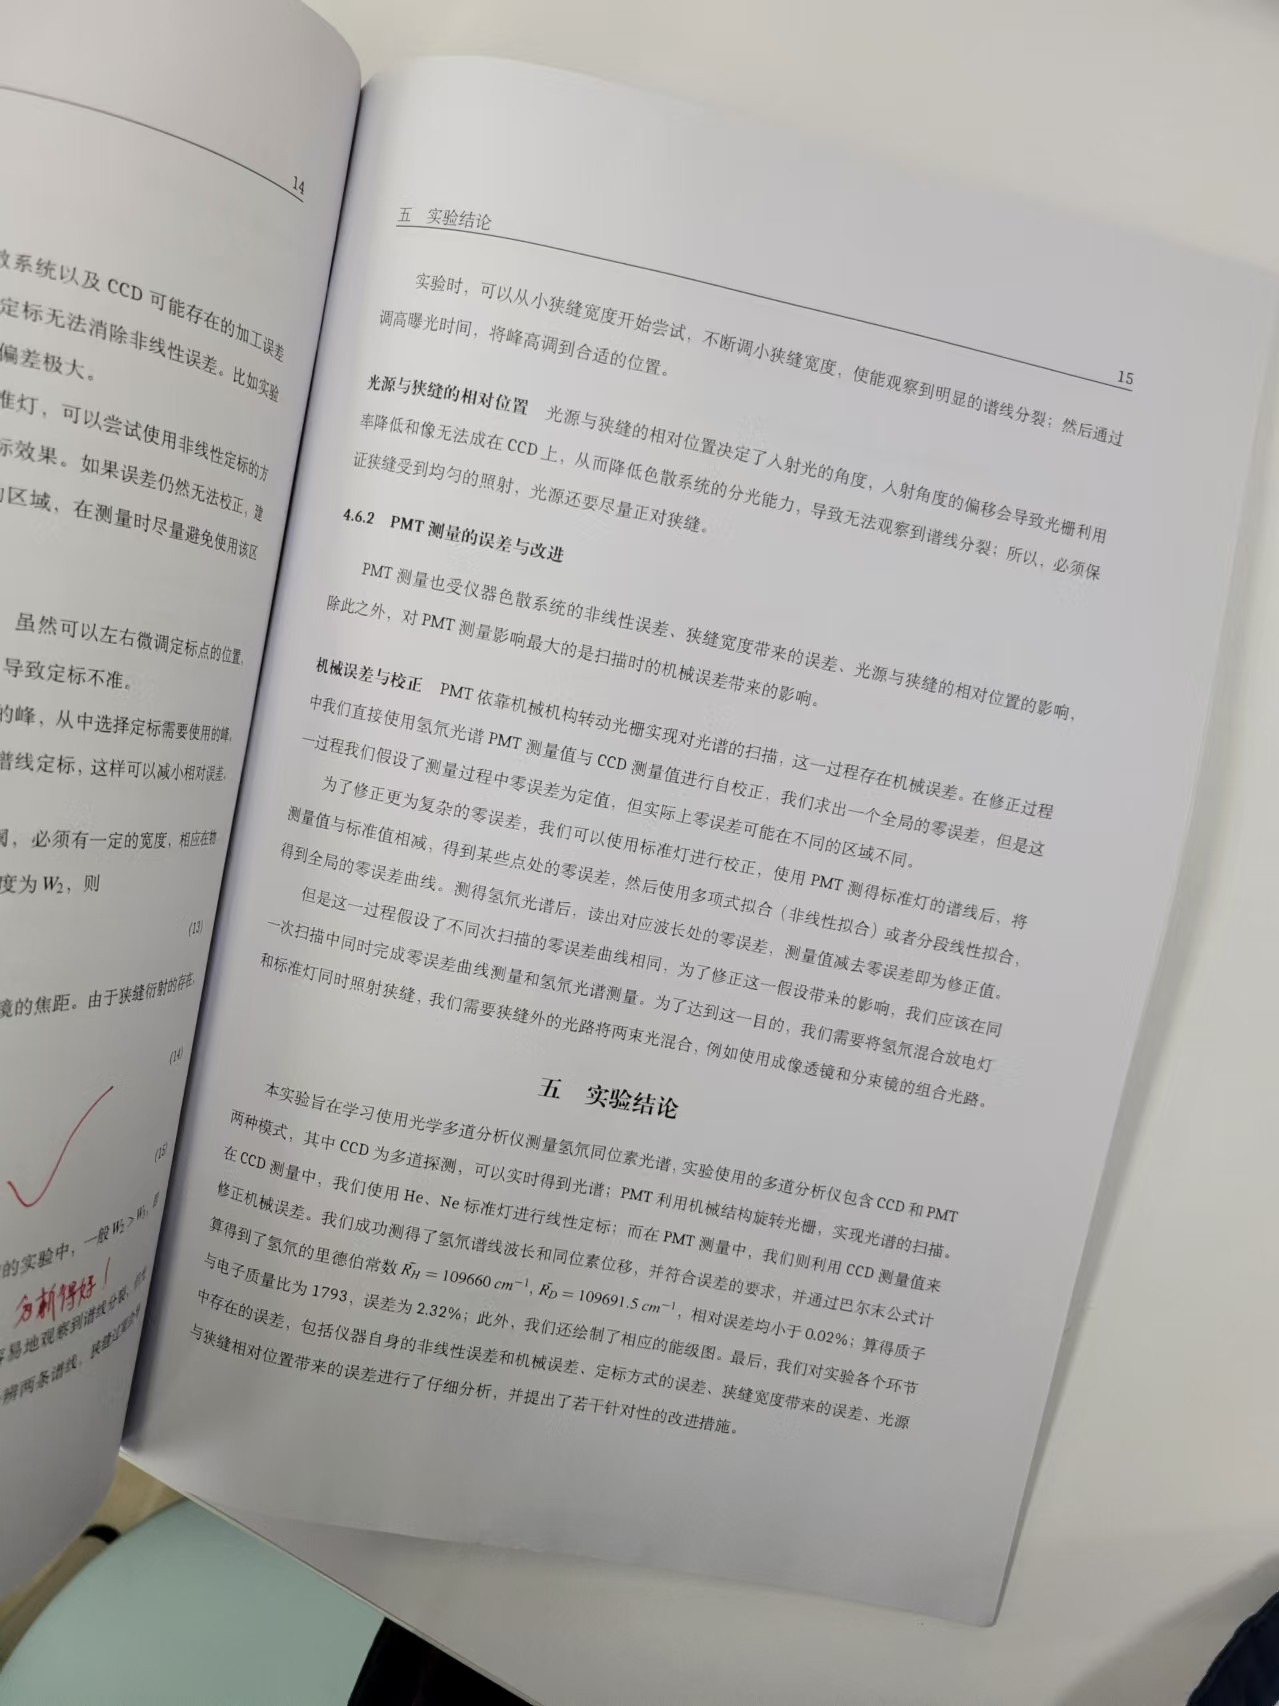 14
散系统以及 CCD 可能存在的加工误差
定标无法消除非线性误差。比如实验
偏差极大。
准灯，可以尝试使用非线性定标的方
标效果。如果误差仍然无法校正，建
的区域，在测量时尽量避免使用该区
虽然可以左右微调定标点的位置，
导致定标不准。
的峰，从中选择定标需要使用的峰，
普线定标，这样可以减小相对误差，
必须有一定的宽度，相应在物
度为 W₂，则
(13)
镜的焦距。由于狭缝衍射的存在，
(14)
(15)
的实验中，一般 W₂ > W₁，即
分析得好！
容易地观察到谱线分裂，但光
辨两条谱线，狭缝过宽会导
五 实验结论
15
实验时，可以从小狭缝宽度开始尝试，不断调小狭缝宽度，使能观察到明显的谱线分裂；然后通过
调高曝光时间，将峰高调到合适的位置。
光源与狭缝的相对位置 光源与狭缝的相对位置决定了入射光的角度，入射角度的偏移会导致光栅利用
率降低和像无法成在 CCD 上，从而降低色散系统的分光能力，导致无法观察到谱线分裂；所以，必须保
证狭缝受到均匀的照射，光源还要尽量正对狭缝。
4.6.2 PMT 测量的误差与改进
PMT 测量也受仪器色散系统的非线性误差、狭缝宽度带来的误差、光源与狭缝的相对位置的影响，
除此之外，对 PMT 测量影响最大的是扫描时的机械误差带来的影响。
机械误差与校正 PMT 依靠机械机构转动光栅实现对光谱的扫描，这一过程存在机械误差。在修正过程
中我们直接使用氢氘光谱 PMT 测量值与 CCD 测量值进行自校正，我们求出一个全局的零误差，但是这
一过程我们假设了测量过程中零误差为定值，但实际上零误差可能在不同的区域不同。
为了修正更为复杂的零误差，我们可以使用标准灯进行校正，使用 PMT 测得标准灯的谱线后，将
测量值与标准值相减，得到某些点处的零误差，然后使用多项式拟合（非线性拟合）或者分段线性拟合，
得到全局的零误差曲线。测得氢氘光谱后，读出对应波长处的零误差，测量值减去零误差即为修正值。
但是这一过程假设了不同次扫描的零误差曲线相同，为了修正这一假设带来的影响，我们应该在同
一次扫描中同时完成零误差曲线测量和氢氘光谱测量。为了达到这一目的，我们需要将氢氘混合放电灯
和标准灯同时照射狭缝，我们需要狭缝外的光路将两束光混合，例如使用成像透镜和分束镜的组合光路。
五 实验结论
本实验旨在学习使用光学多道分析仪测量氢氘同位素光谱，实验使用的多道分析仪包含 CCD 和 PMT
两种模式，其中 CCD 为多道探测，可以实时得到光谱；PMT 利用机械结构旋转光栅，实现光谱的扫描。
在 CCD 测量中，我们使用 He、Ne 标准灯进行线性定标；而在 PMT 测量中，我们则利用 CCD 测量值来
修正机械误差。我们成功测得了氢氘谱线波长和同位素位移，并符合误差的要求，并通过巴尔末公式计
算得到了氢氘的里德伯常数 R̄_H = 109660 cm⁻¹, R̄_D = 109691.5 cm⁻¹，相对误差均小于 0.02%；算得质子
与电子质量比为 1793，误差为 2.32%；此外，我们还绘制了相应的能级图。最后，我们对实验各个环节
中存在的误差，包括仪器自身的非线性误差和机械误差、定标方式的误差、狭缝宽度带来的误差、光源
与狭缝相对位置带来的误差进行了仔细分析，并提出了若干针对性的改进措施。